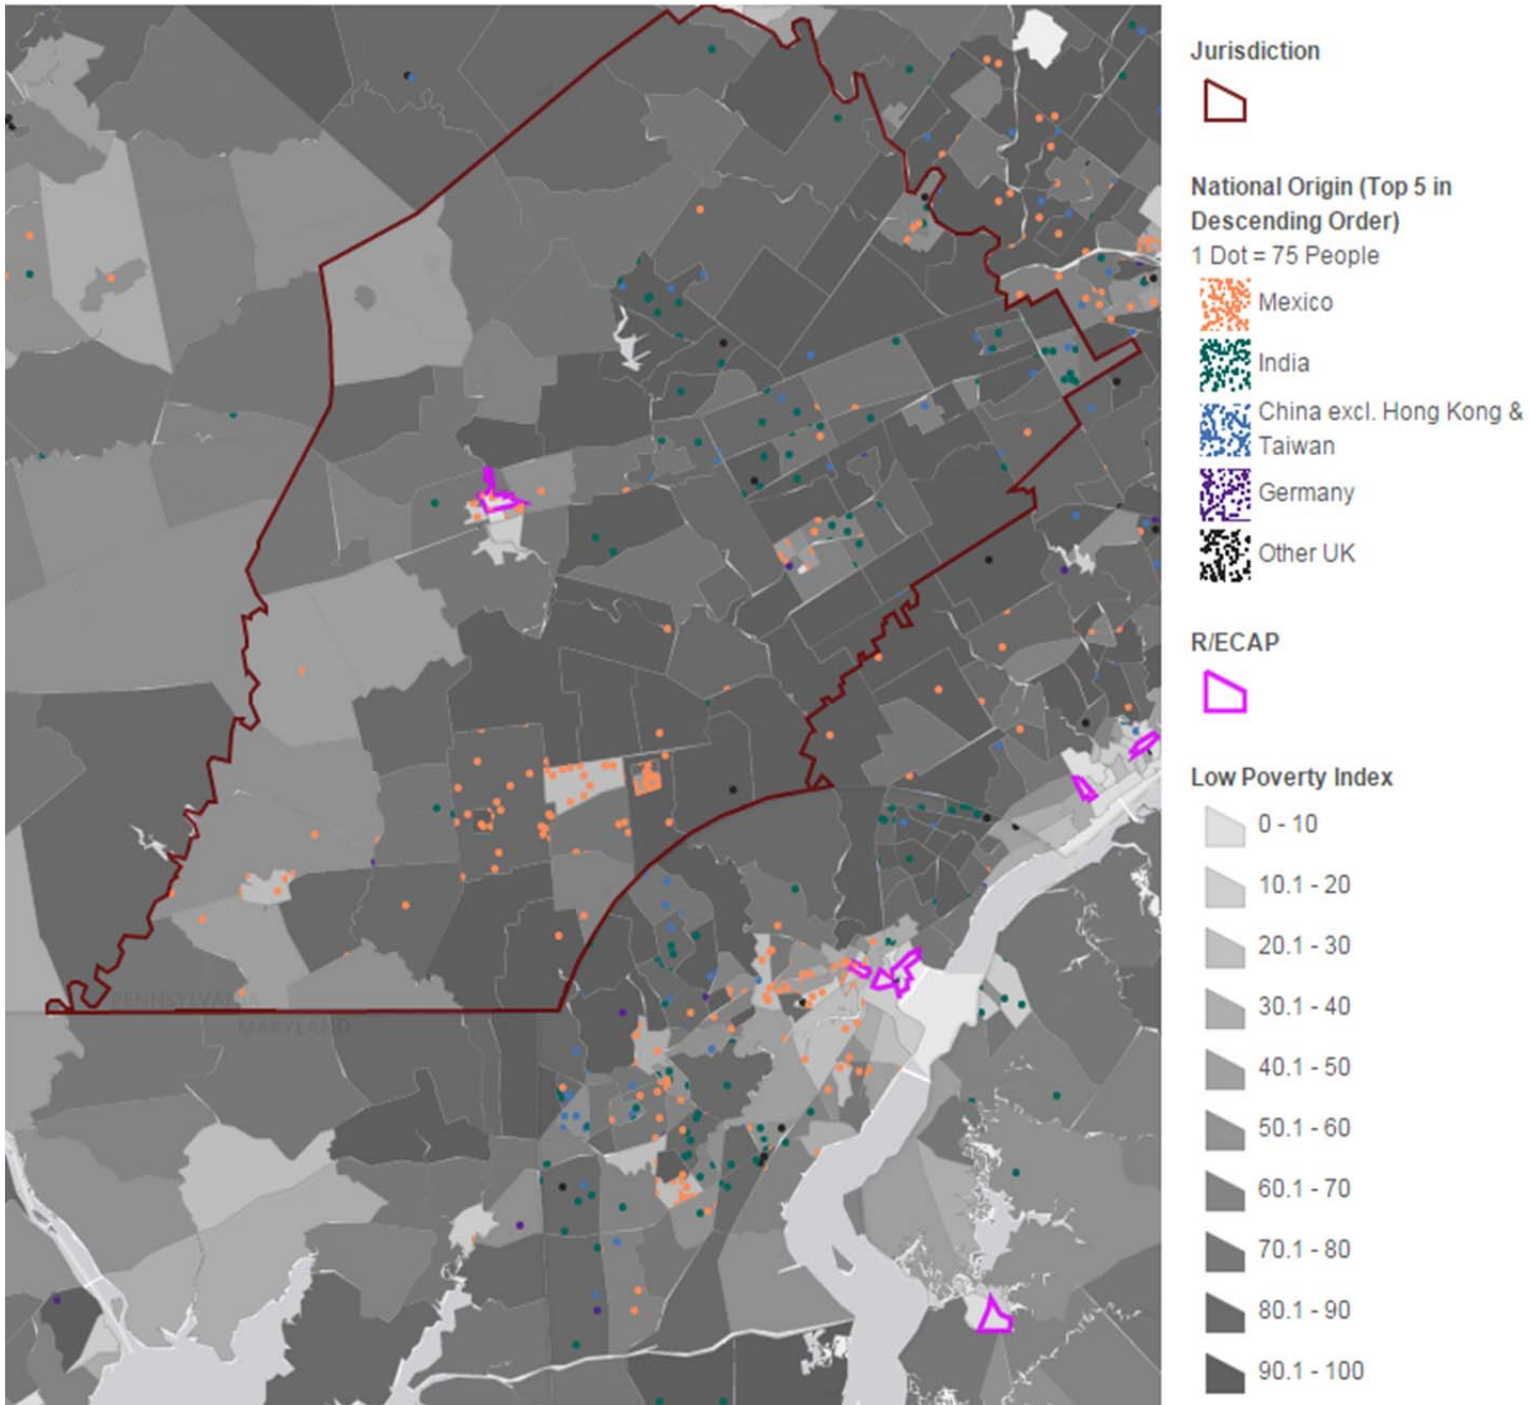 PENNSYLVANIA
MARYLAND
Jurisdiction
National Origin (Top 5 in
Descending Order)
1 Dot = 75 People
Mexico
India
China excl. Hong Kong &
Taiwan
Germany
Other UK
R/ECAP
Low Poverty Index
0 - 10
10.1 - 20
20.1 - 30
30.1 - 40
40.1 - 50
50.1 - 60
60.1 - 70
70.1 - 80
80.1 - 90
90.1 - 100